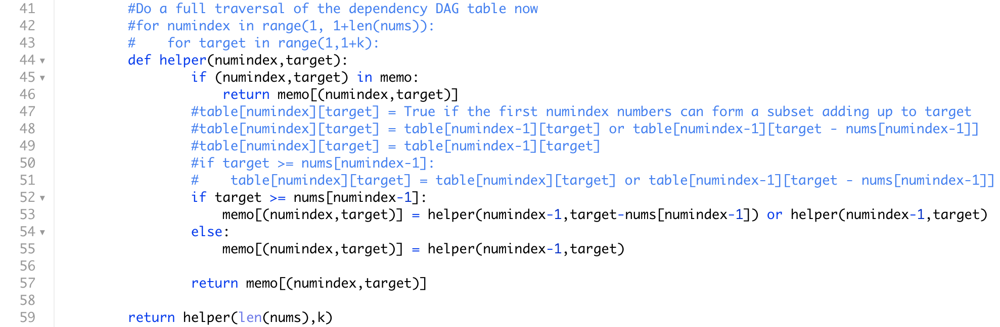 41 #Do a full traversal of the dependency DAG table now
42 #for numindex in range(1, 1+len(nums)):
43 #    for target in range(1,1+k):
44 ▾ def helper(numindex,target):
45 ▾         if (numindex,target) in memo:
46             return memo[(numindex,target)]
47         #table[numindex][target] = True if the first numindex numbers can form a subset adding up to target
48         #table[numindex][target] = table[numindex-1][target] or table[numindex-1][target - nums[numindex-1]]
49         #table[numindex][target] = table[numindex-1][target]
50         #if target >= nums[numindex-1]:
51         #    table[numindex][target] = table[numindex][target] or table[numindex-1][target - nums[numindex-1]]
52 ▾         if target >= nums[numindex-1]:
53             memo[(numindex,target)] = helper(numindex-1,target-nums[numindex-1]) or helper(numindex-1,target)
54 ▾         else:
55             memo[(numindex,target)] = helper(numindex-1,target)
56
57         return memo[(numindex,target)]
58
59 return helper(len(nums),k)